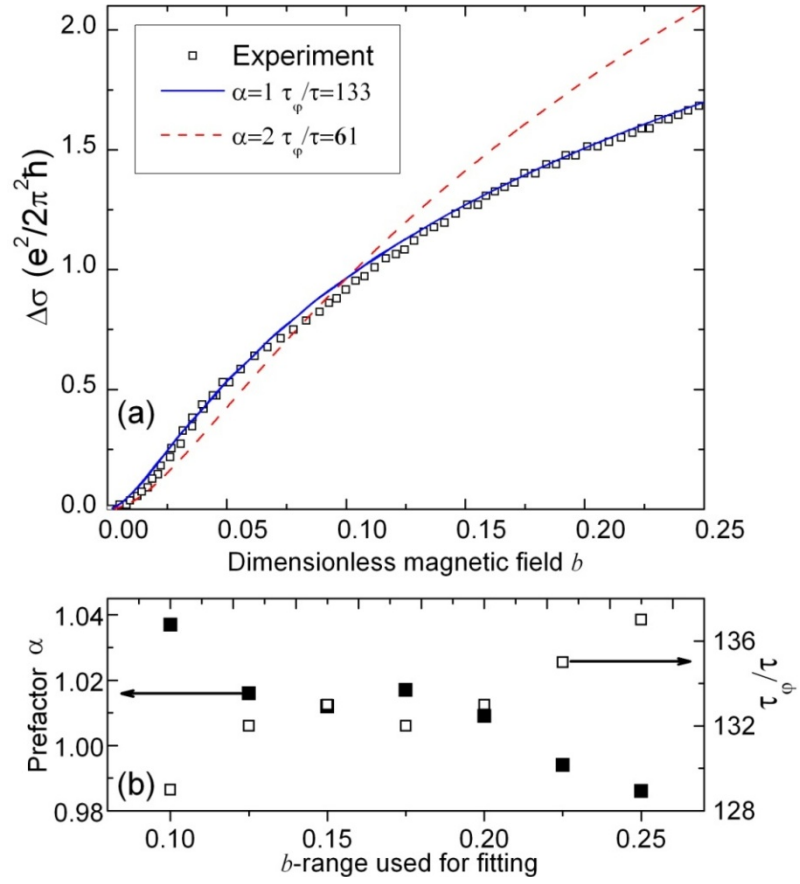 2.0
1.5
1.0
0.5
0.0
Δσ (e²/2π²ħ)
Experiment
α=1 τφ/τ=133
α=2 τφ/τ=61
(a)
0.00 0.05 0.10 0.15 0.20 0.25
Dimensionless magnetic field b
1.04
1.02
1.00
0.98
Prefactor α
(b)
136
132
128
τφ/τ
0.10 0.15 0.20 0.25
b-range used for fitting